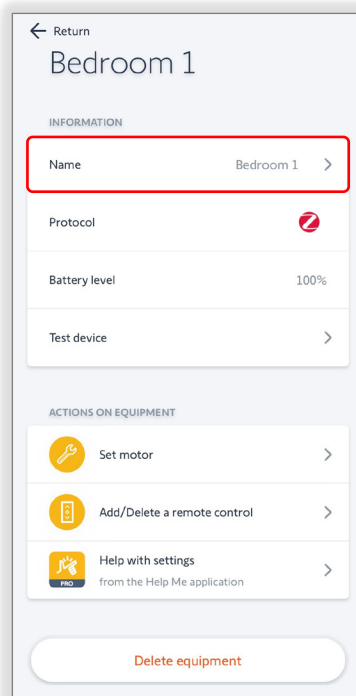 Return
Bedroom 1
INFORMATION
Name Bedroom 1
Protocol
Battery level 100%
Test device
ACTIONS ON EQUIPMENT
Set motor
Add/Delete a remote control
Help with settings
from the Help Me application
PRO
Delete equipment